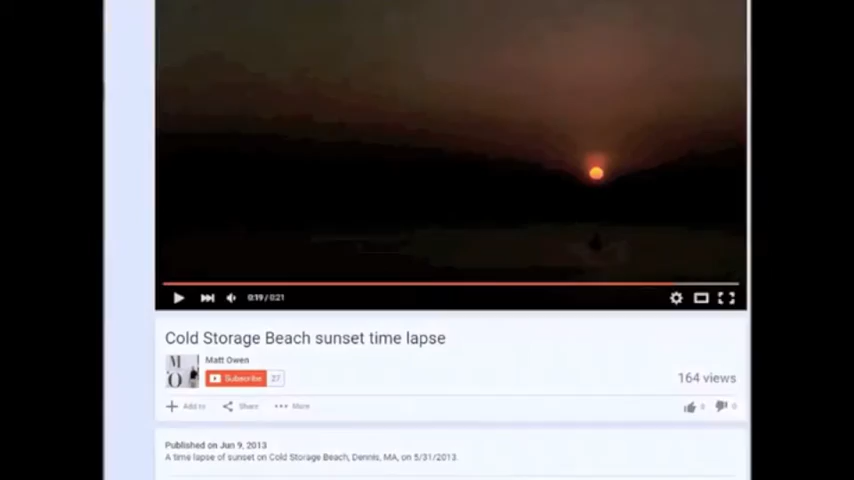 0:19 / 0:21
Cold Storage Beach sunset time lapse
M
O
Matt Owen
Subscribe 27
164 views
Add to Share More 0 0
Published on Jun 9, 2013
A time lapse of sunset on Cold Storage Beach, Dennis, MA, on 5/31/2013.